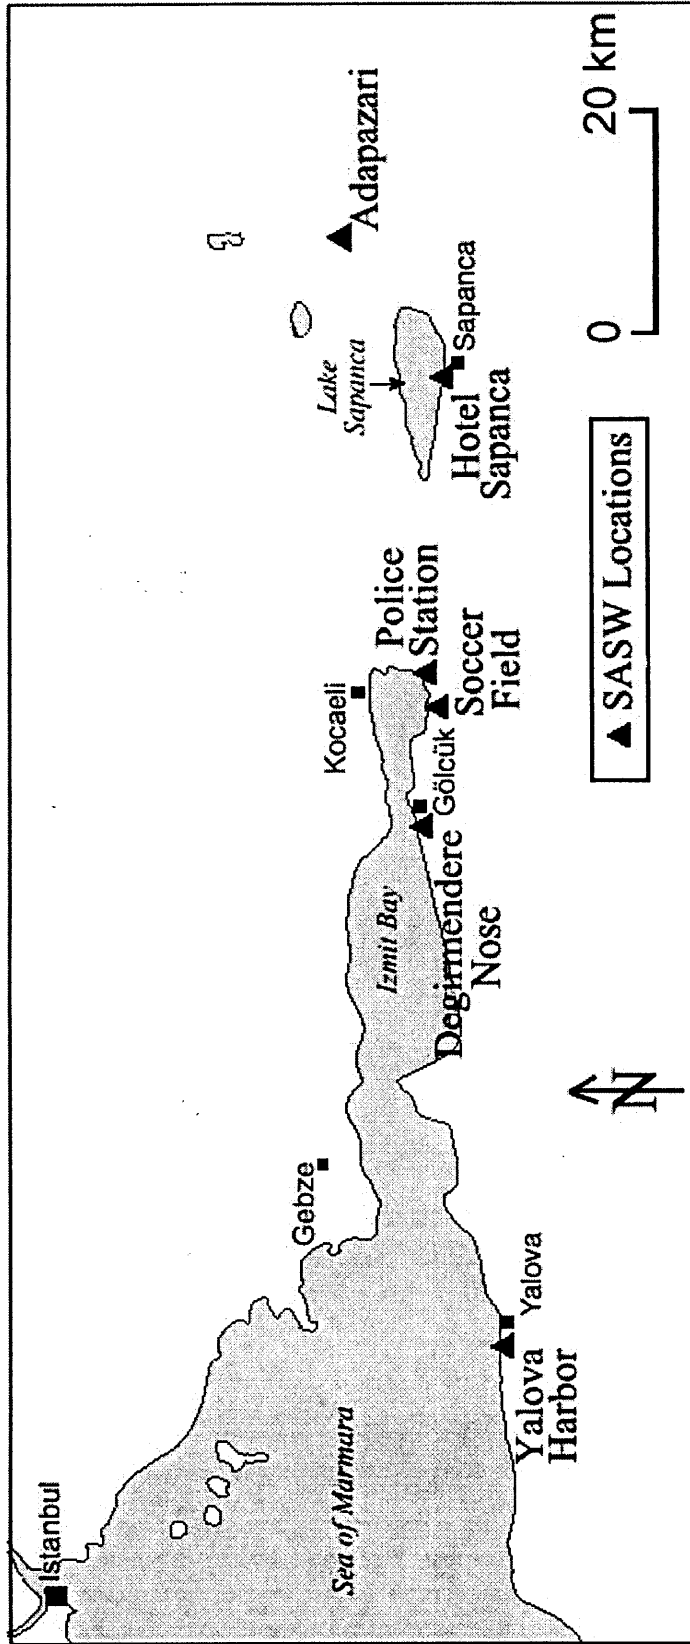 Istanbul
Gebze
Kocaeli
Sea of Marmara
Izmit Bay
Lake
Sapanca
Adapazari
Police
Station
Soccer
Field
Gölcük
Degirmendere
Nose
Hotel
Sapanca
Sapanca
Yalova
Yalova
Harbor
N
▲ SASW Locations
0 20 km